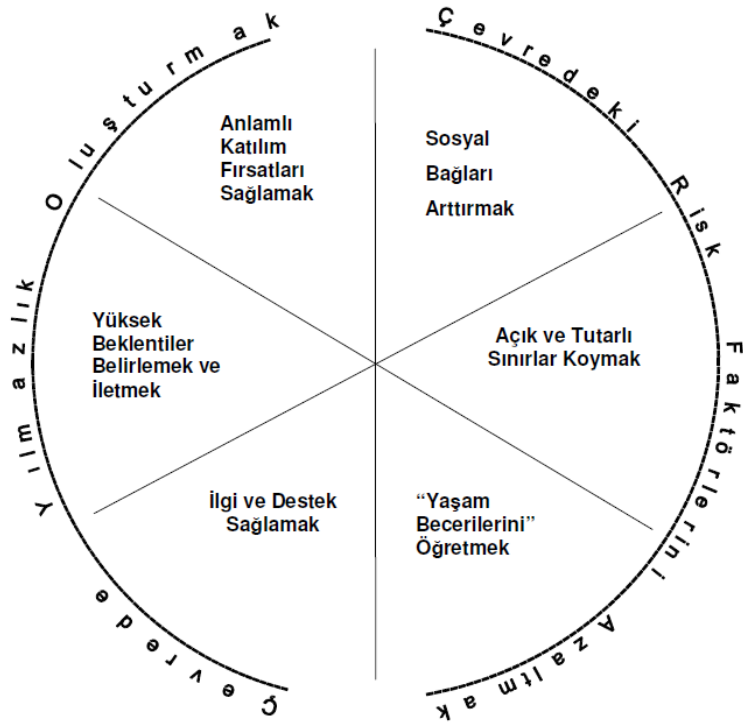 Çevrede Yılmazlık Oluşturmak
Çevredeki Risk Faktörlerini Azaltmak
Anlamlı
Katılım
Fırsatları
Sağlamak
Sosyal
Bağları
Arttırmak
Yüksek
Beklentiler
Belirlemek ve
İletmek
Açık ve Tutarlı
Sınırlar Koymak
İlgi ve Destek
Sağlamak
“Yaşam
Becerilerini”
Öğretmek